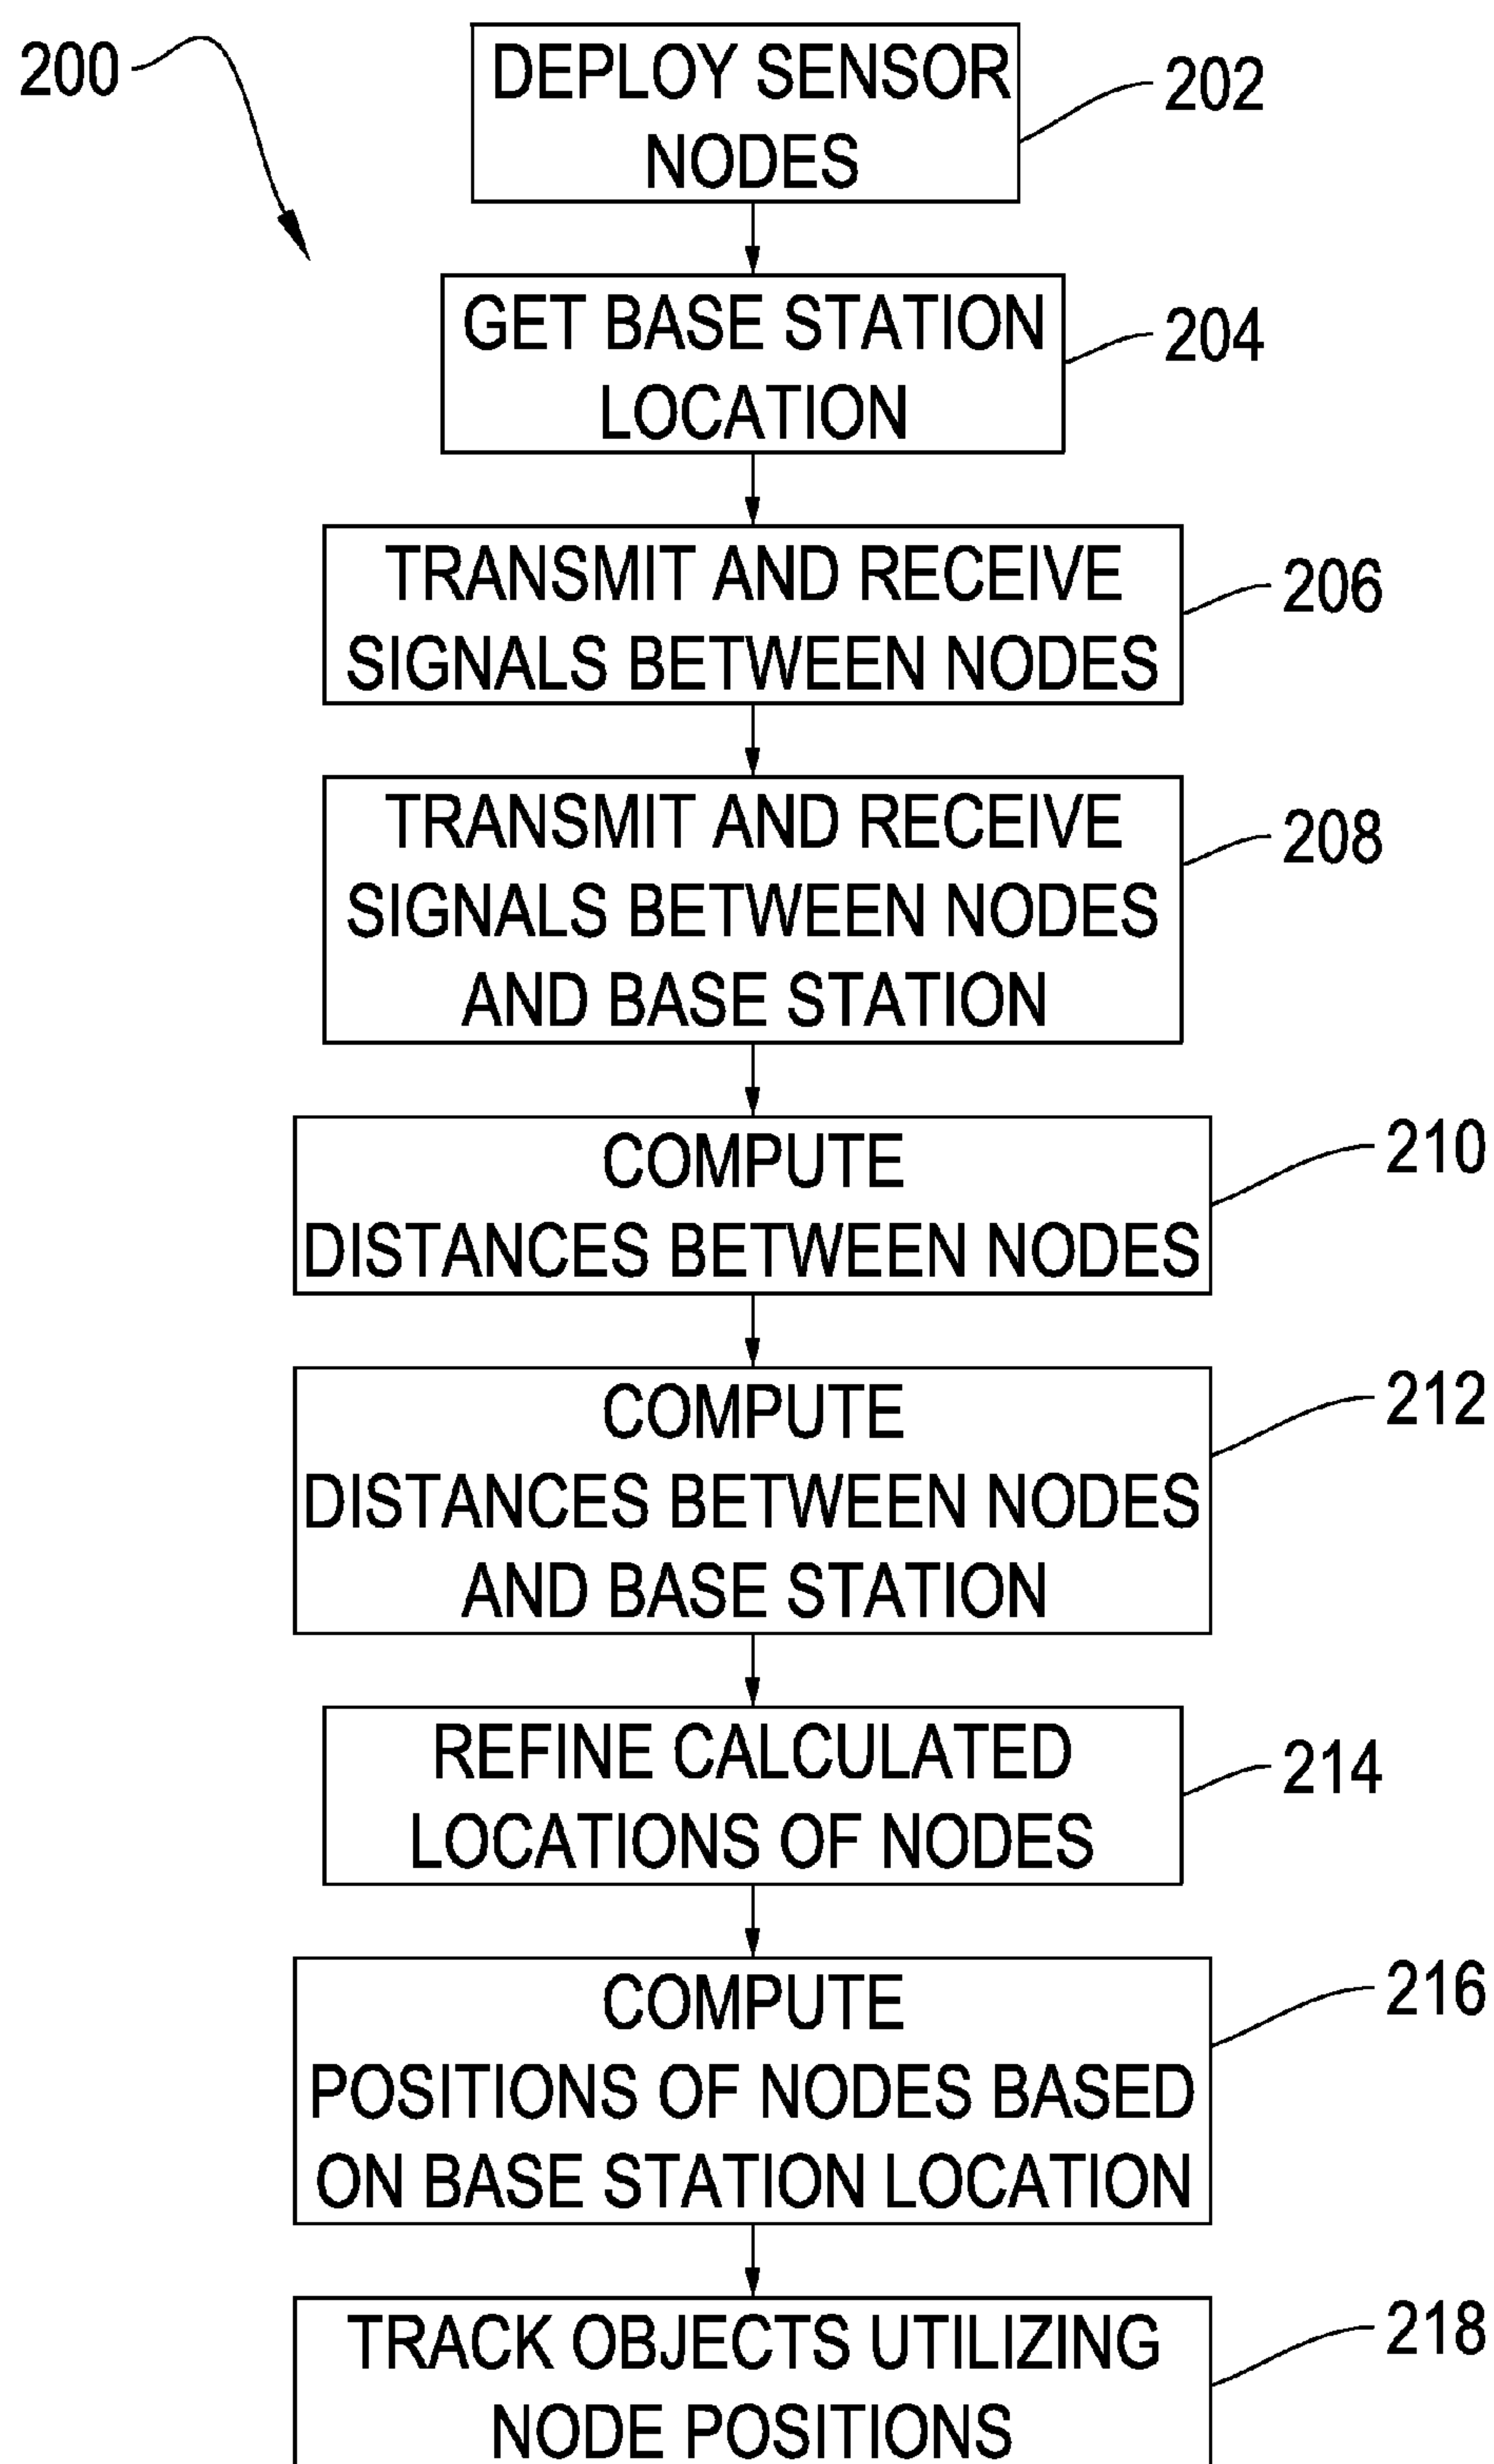 200
DEPLOY SENSOR
NODES
202
GET BASE STATION
LOCATION
204
TRANSMIT AND RECEIVE
SIGNALS BETWEEN NODES
206
TRANSMIT AND RECEIVE
SIGNALS BETWEEN NODES
AND BASE STATION
208
COMPUTE
DISTANCES BETWEEN NODES
210
COMPUTE
DISTANCES BETWEEN NODES
AND BASE STATION
212
REFINE CALCULATED
LOCATIONS OF NODES
214
COMPUTE
POSITIONS OF NODES BASED
ON BASE STATION LOCATION
216
TRACK OBJECTS UTILIZING
NODE POSITIONS
218